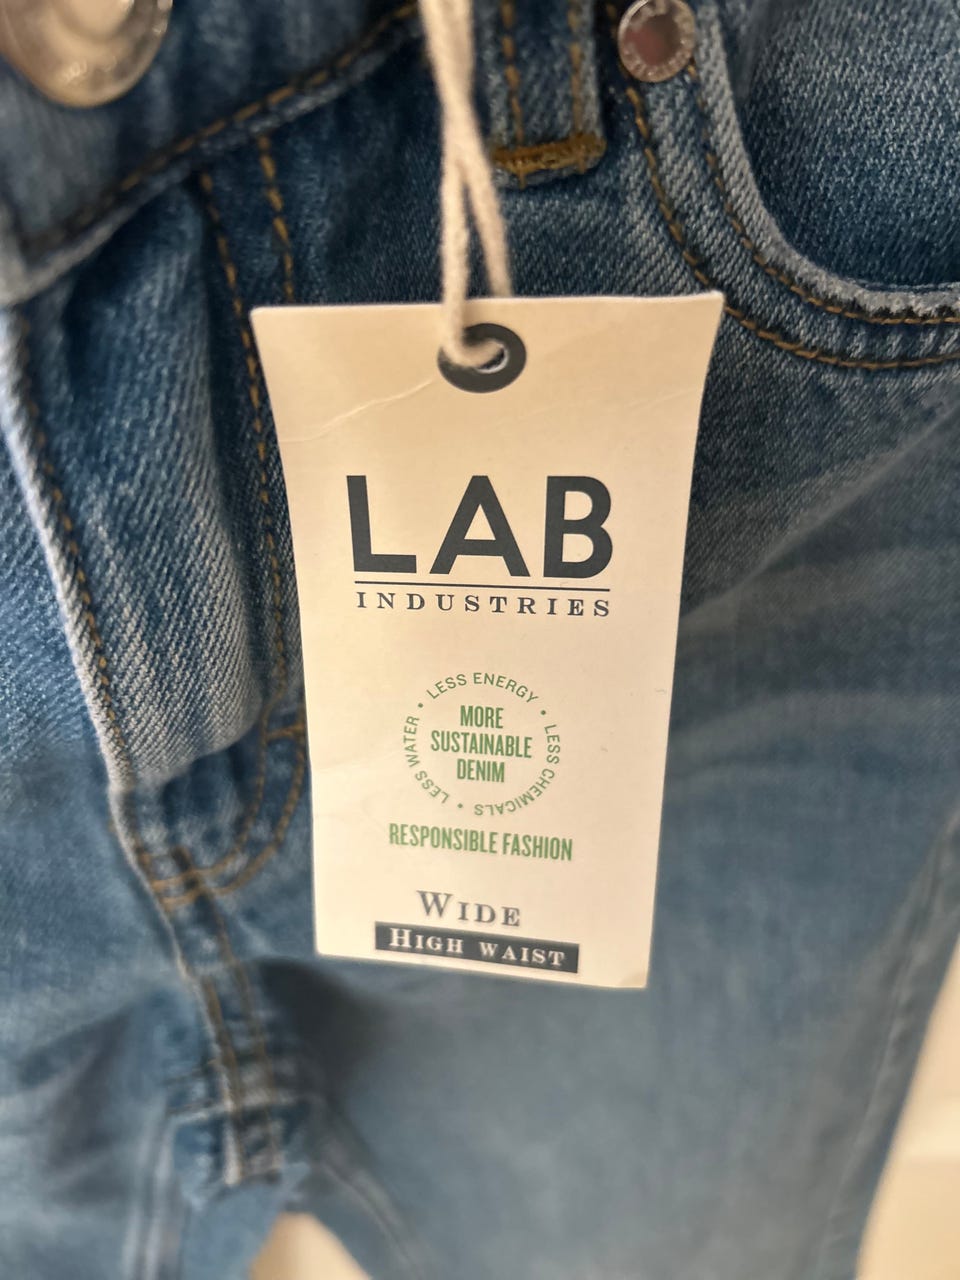 LAB
INDUSTRIES
LESS ENERGY • LESS CHEMICALS • LESS WATER •
MORE
SUSTAINABLE
DENIM
RESPONSIBLE FASHION
WIDE
HIGH WAIST